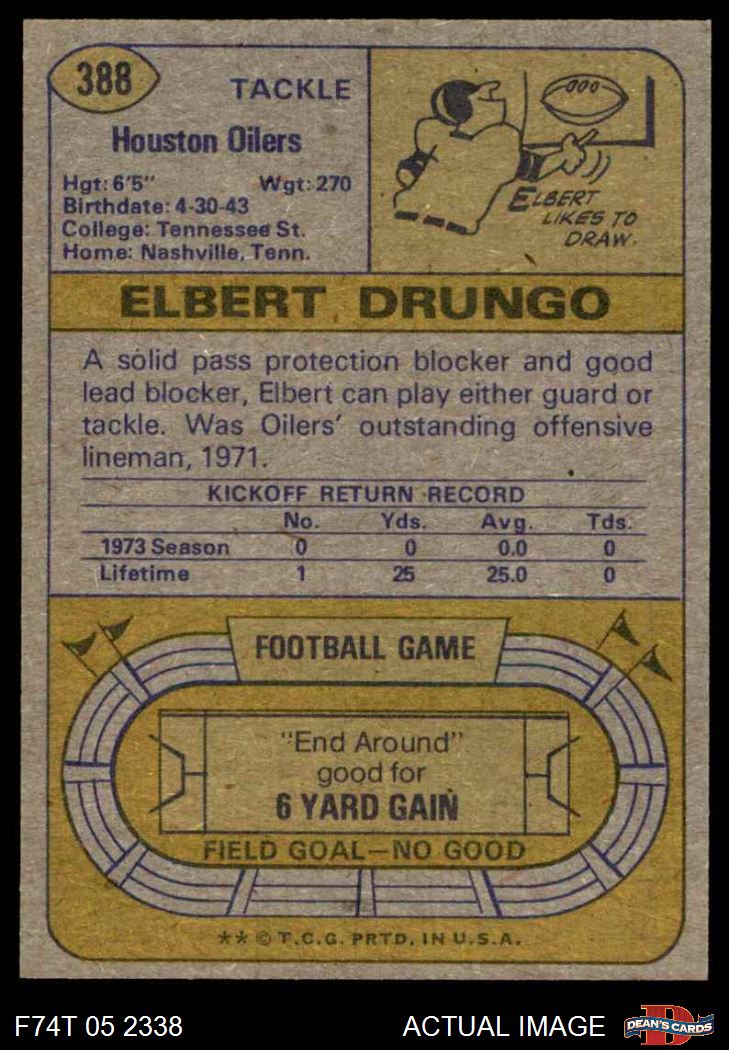 388
TACKLE
Houston Oilers
Hgt: 6'5" Wgt: 270
Birthdate: 4-30-43
College: Tennessee St.
Home: Nashville, Tenn.
ELBERT
LIKES TO
DRAW.
ELBERT DRUNGO
A solid pass protection blocker and good
lead blocker, Elbert can play either guard or
tackle. Was Oilers' outstanding offensive
lineman, 1971.
KICKOFF RETURN RECORD
No. Yds. Avg. Tds.
1973 Season 0 0 0.0 0
Lifetime 1 25 25.0 0
FOOTBALL GAME
"End Around"
good for
6 YARD GAIN
FIELD GOAL—NO GOOD
** © T.C.G. PRTD. IN U.S.A.
F74T 05 2338 ACTUAL IMAGE
D
DEAN'S CARDS